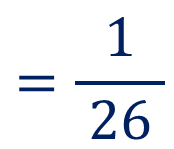 = 1/26